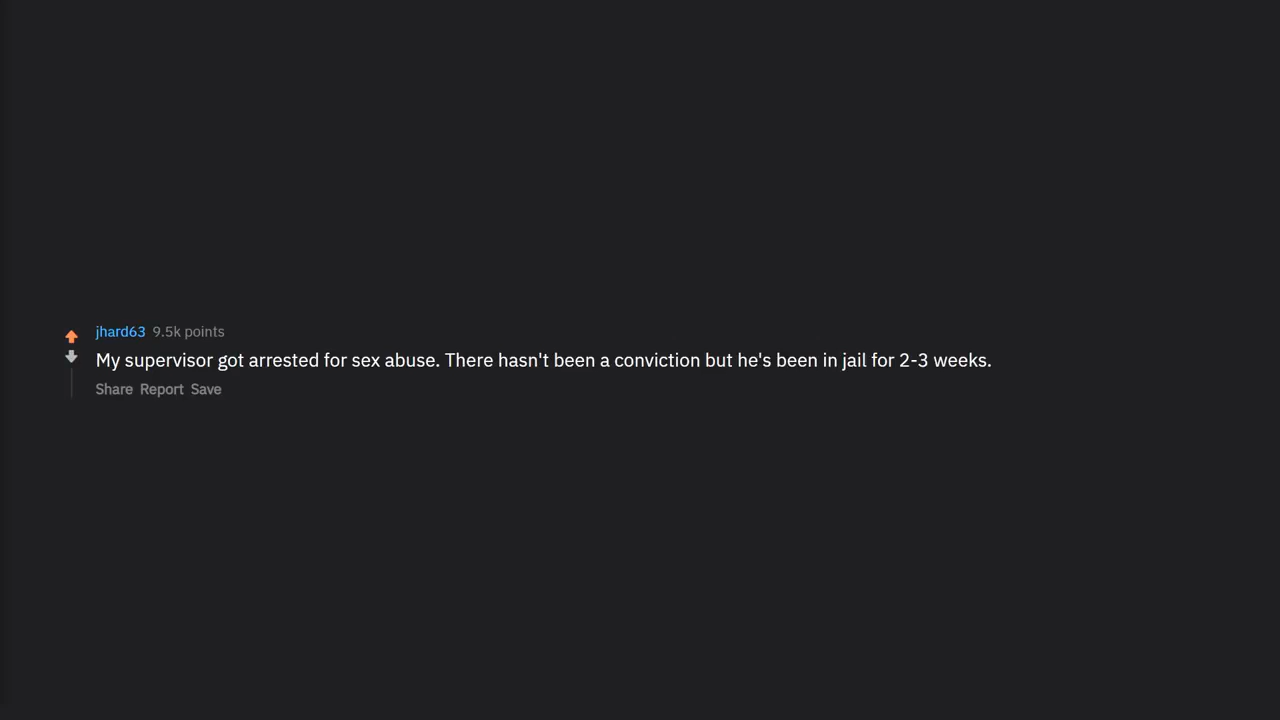 jhard63 9.5k points
My supervisor got arrested for sex abuse. There hasn't been a conviction but he's been in jail for 2-3 weeks.
Share Report Save